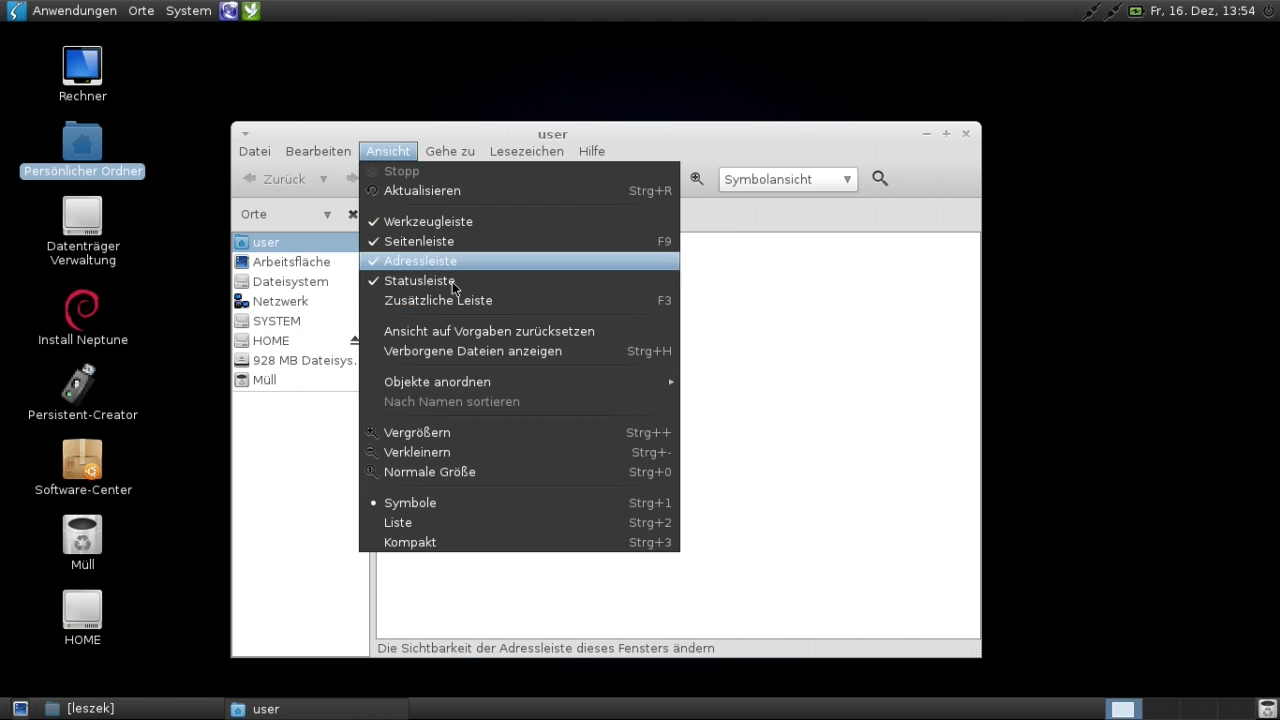 Anwendungen Orte System Fr, 16. Dez, 13:54
Rechner
Persönlicher Ordner
Datenträger
Verwaltung
Install Neptune
Persistent-Creator
Software-Center
Müll
HOME
user
Datei Bearbeiten Ansicht Gehe zu Lesezeichen Hilfe
Zurück Symbolansicht
Orte
user
Arbeitsfläche
Dateisystem
Netzwerk
SYSTEM
HOME
928 MB Dateisys.
Müll
Stopp
Aktualisieren Strg+R
Werkzeugleiste
Seitenleiste F9
Adressleiste
Statusleiste
Zusätzliche Leiste F3
Ansicht auf Vorgaben zurücksetzen
Verborgene Dateien anzeigen Strg+H
Objekte anordnen
Nach Namen sortieren
Vergrößern Strg++
Verkleinern Strg+-
Normale Größe Strg+0
Symbole Strg+1
Liste Strg+2
Kompakt Strg+3
Die Sichtbarkeit der Adressleiste dieses Fensters ändern
[leszek] user